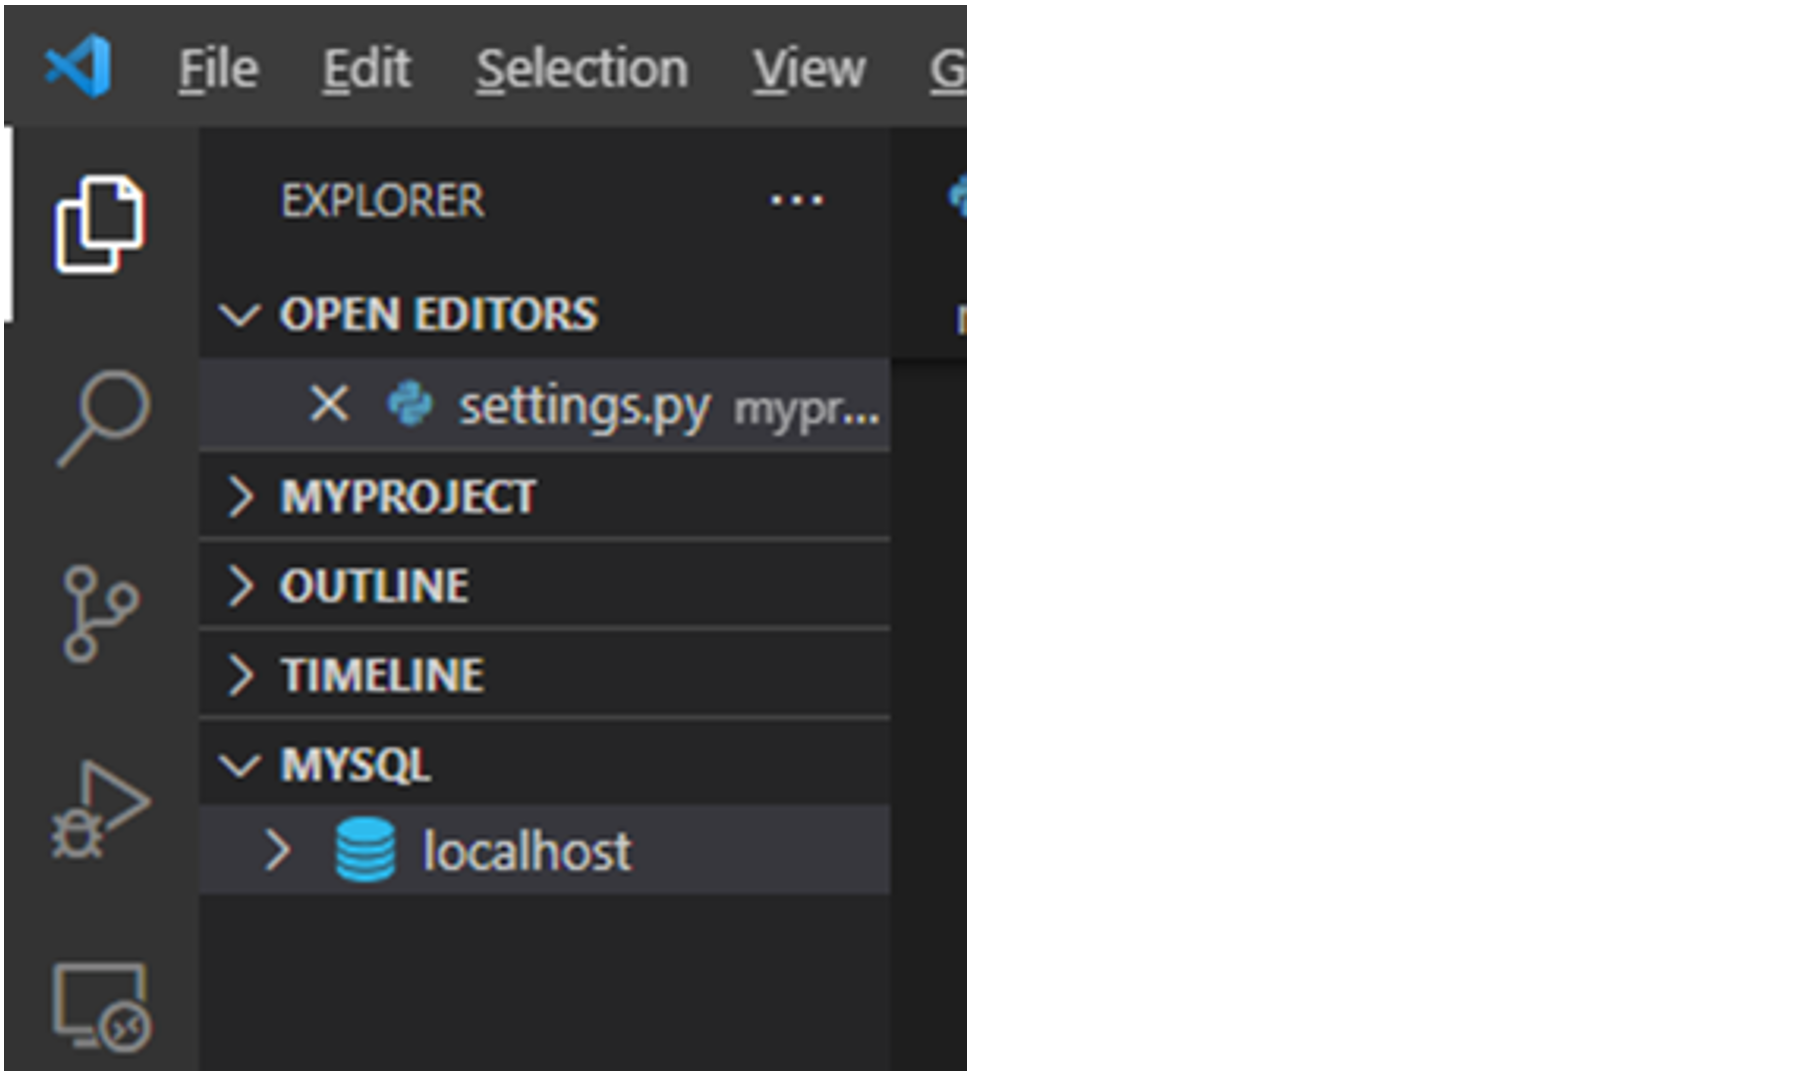 File Edit Selection View G
EXPLORER ...
OPEN EDITORS
settings.py mypr...
MYPROJECT
OUTLINE
TIMELINE
MYSQL
localhost